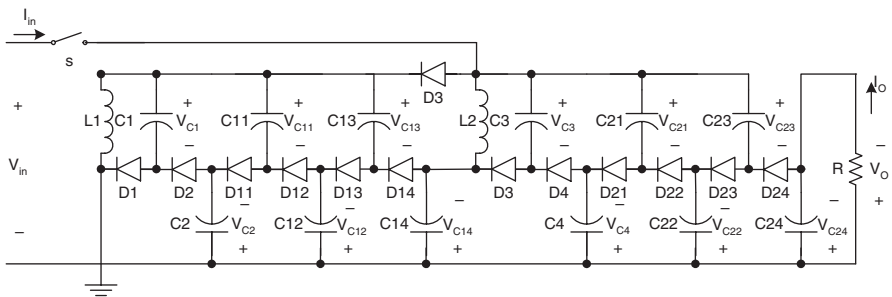 I_in
s
I_O
D3
+
L1 C1
+
V_C1
C11
+
V_C11
C13
+
V_C13
L2 C3
+
V_C3
C21
+
V_C21
C23
+
V_C23
–
–
–
–
–
–
–
V_in
D1
D2
D11
D12
D13
D14
D3
D4
D21
D22
D23
D24
R
V_O
+
C2
–
V_C2
+
C12
–
V_C12
+
C14
–
V_C14
+
C4
–
V_C4
+
C22
–
V_C22
+
C24
–
V_C24
+
–